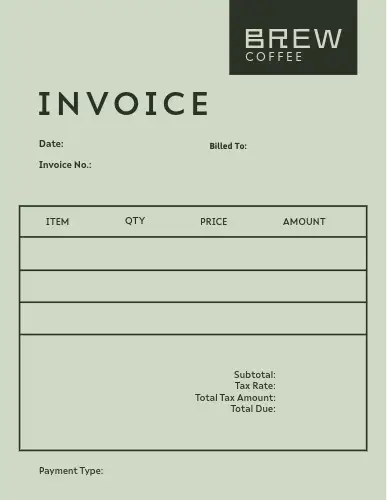 BREW
COFFEE
INVOICE
Date:
Billed To:
Invoice No.:
ITEM QTY PRICE AMOUNT
Subtotal:
Tax Rate:
Total Tax Amount:
Total Due:
Payment Type: